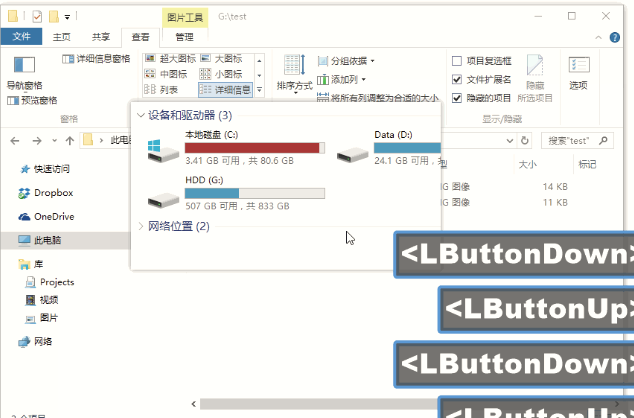 图片工具 G:\test
文件 主页 共享 查看 管理
导航窗格
预览窗格
详细信息窗格
窗格
超大图标 大图标
中图标 小图标
列表 详细信息
排序方式
分组依据
添加列
将所有列调整为合适的大小
项目复选框
文件扩展名
隐藏的项目
隐藏
所选项目
显示/隐藏
选项
此电脑
搜索"test"
快速访问
Dropbox
OneDrive
此电脑
库
Projects
视频
图片
网络
设备和驱动器 (3)
本地磁盘 (C:)
3.41 GB 可用，共 80.6 GB
Data (D:)
24.1 GB 可用，共
HDD (G:)
507 GB 可用，共 833 GB
网络位置 (2)
型 大小 标记
G 图像 14 KB
G 图像 11 KB
<LButtonDown>
<LButtonUp>
<LButtonDown>
<LButtonUp>